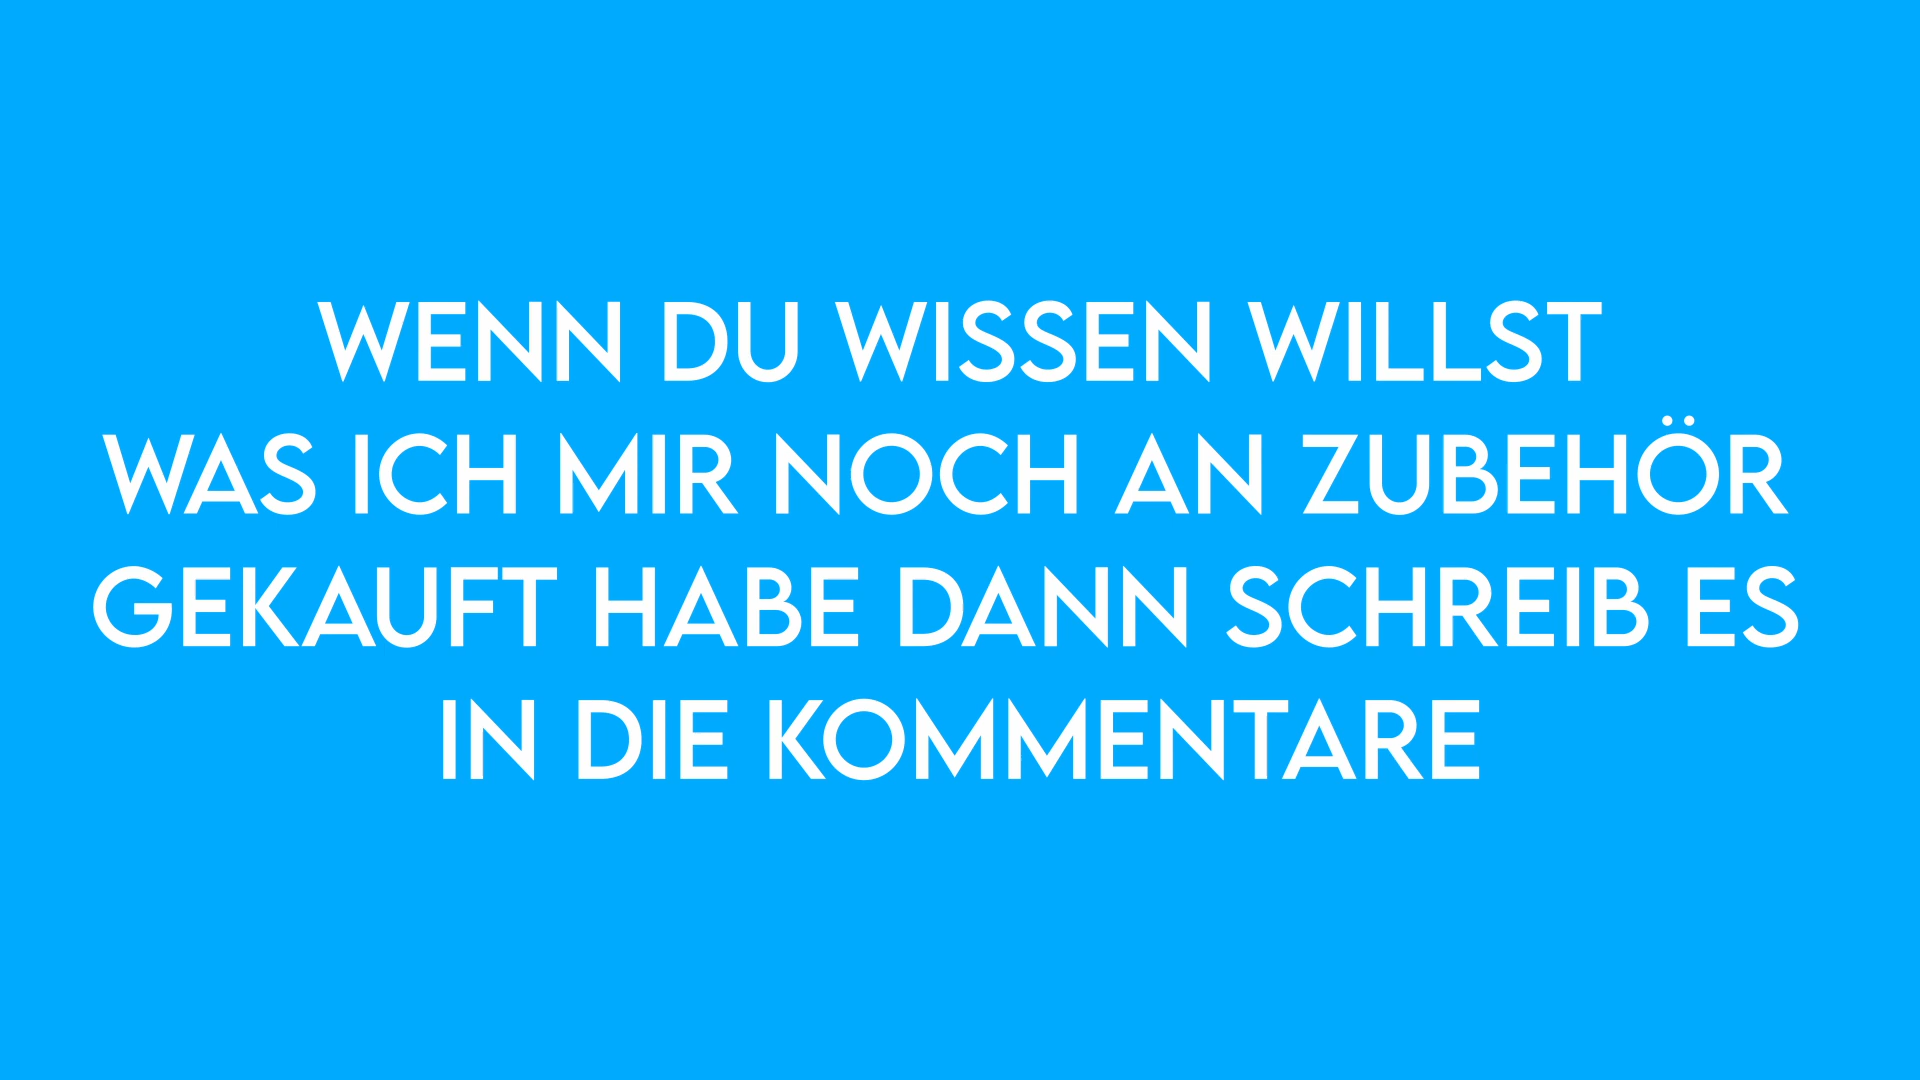 WENN DU WISSEN WILLST
WAS ICH MIR NOCH AN ZUBEHÖR
GEKAUFT HABE DANN SCHREIB ES
IN DIE KOMMENTARE